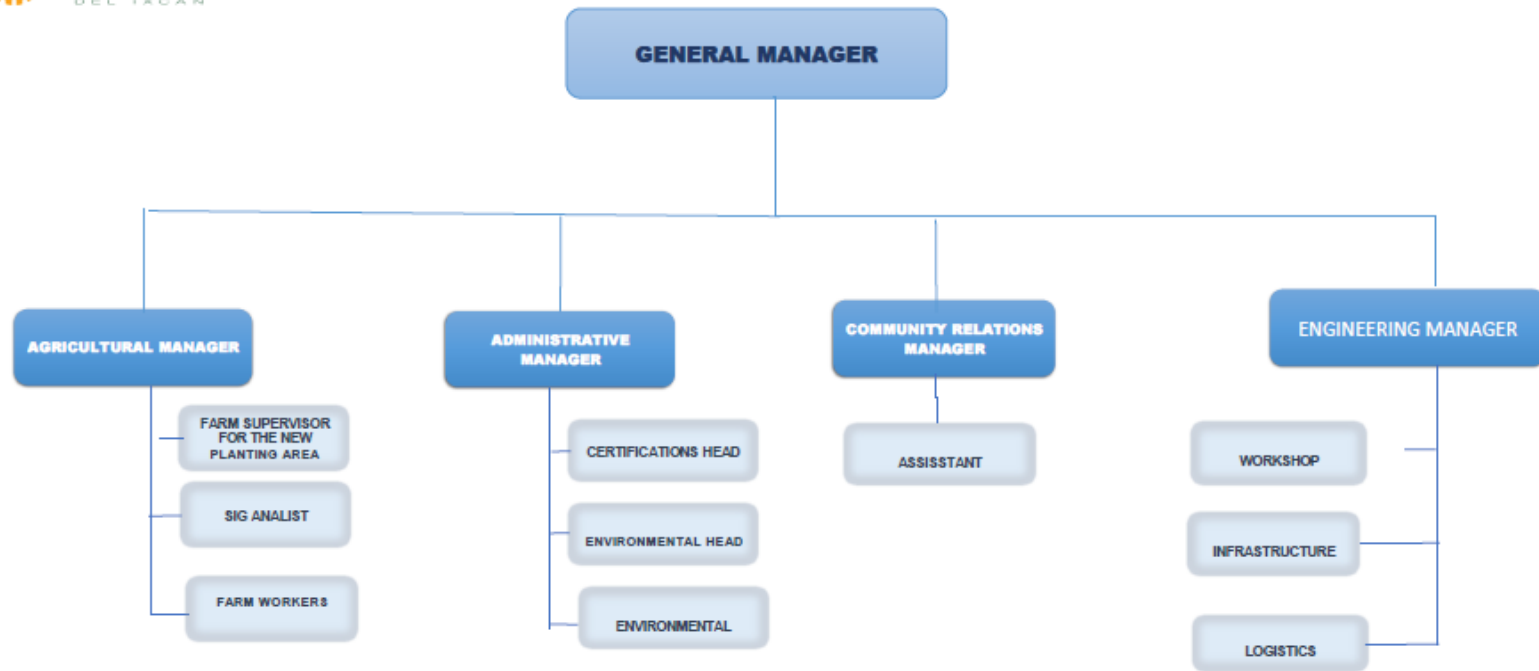 GENERAL MANAGER
AGRICULTURAL MANAGER
ADMINISTRATIVE
MANAGER
COMMUNITY RELATIONS
MANAGER
ENGINEERING MANAGER
FARM SUPERVISOR
FOR THE NEW
PLANTING AREA
SIG ANALIST
FARM WORKERS
CERTIFICATIONS HEAD
ENVIRONMENTAL HEAD
ENVIRONMENTAL
ASSISSTANT
WORKSHOP
INFRASTRUCTURE
LOGISTICS